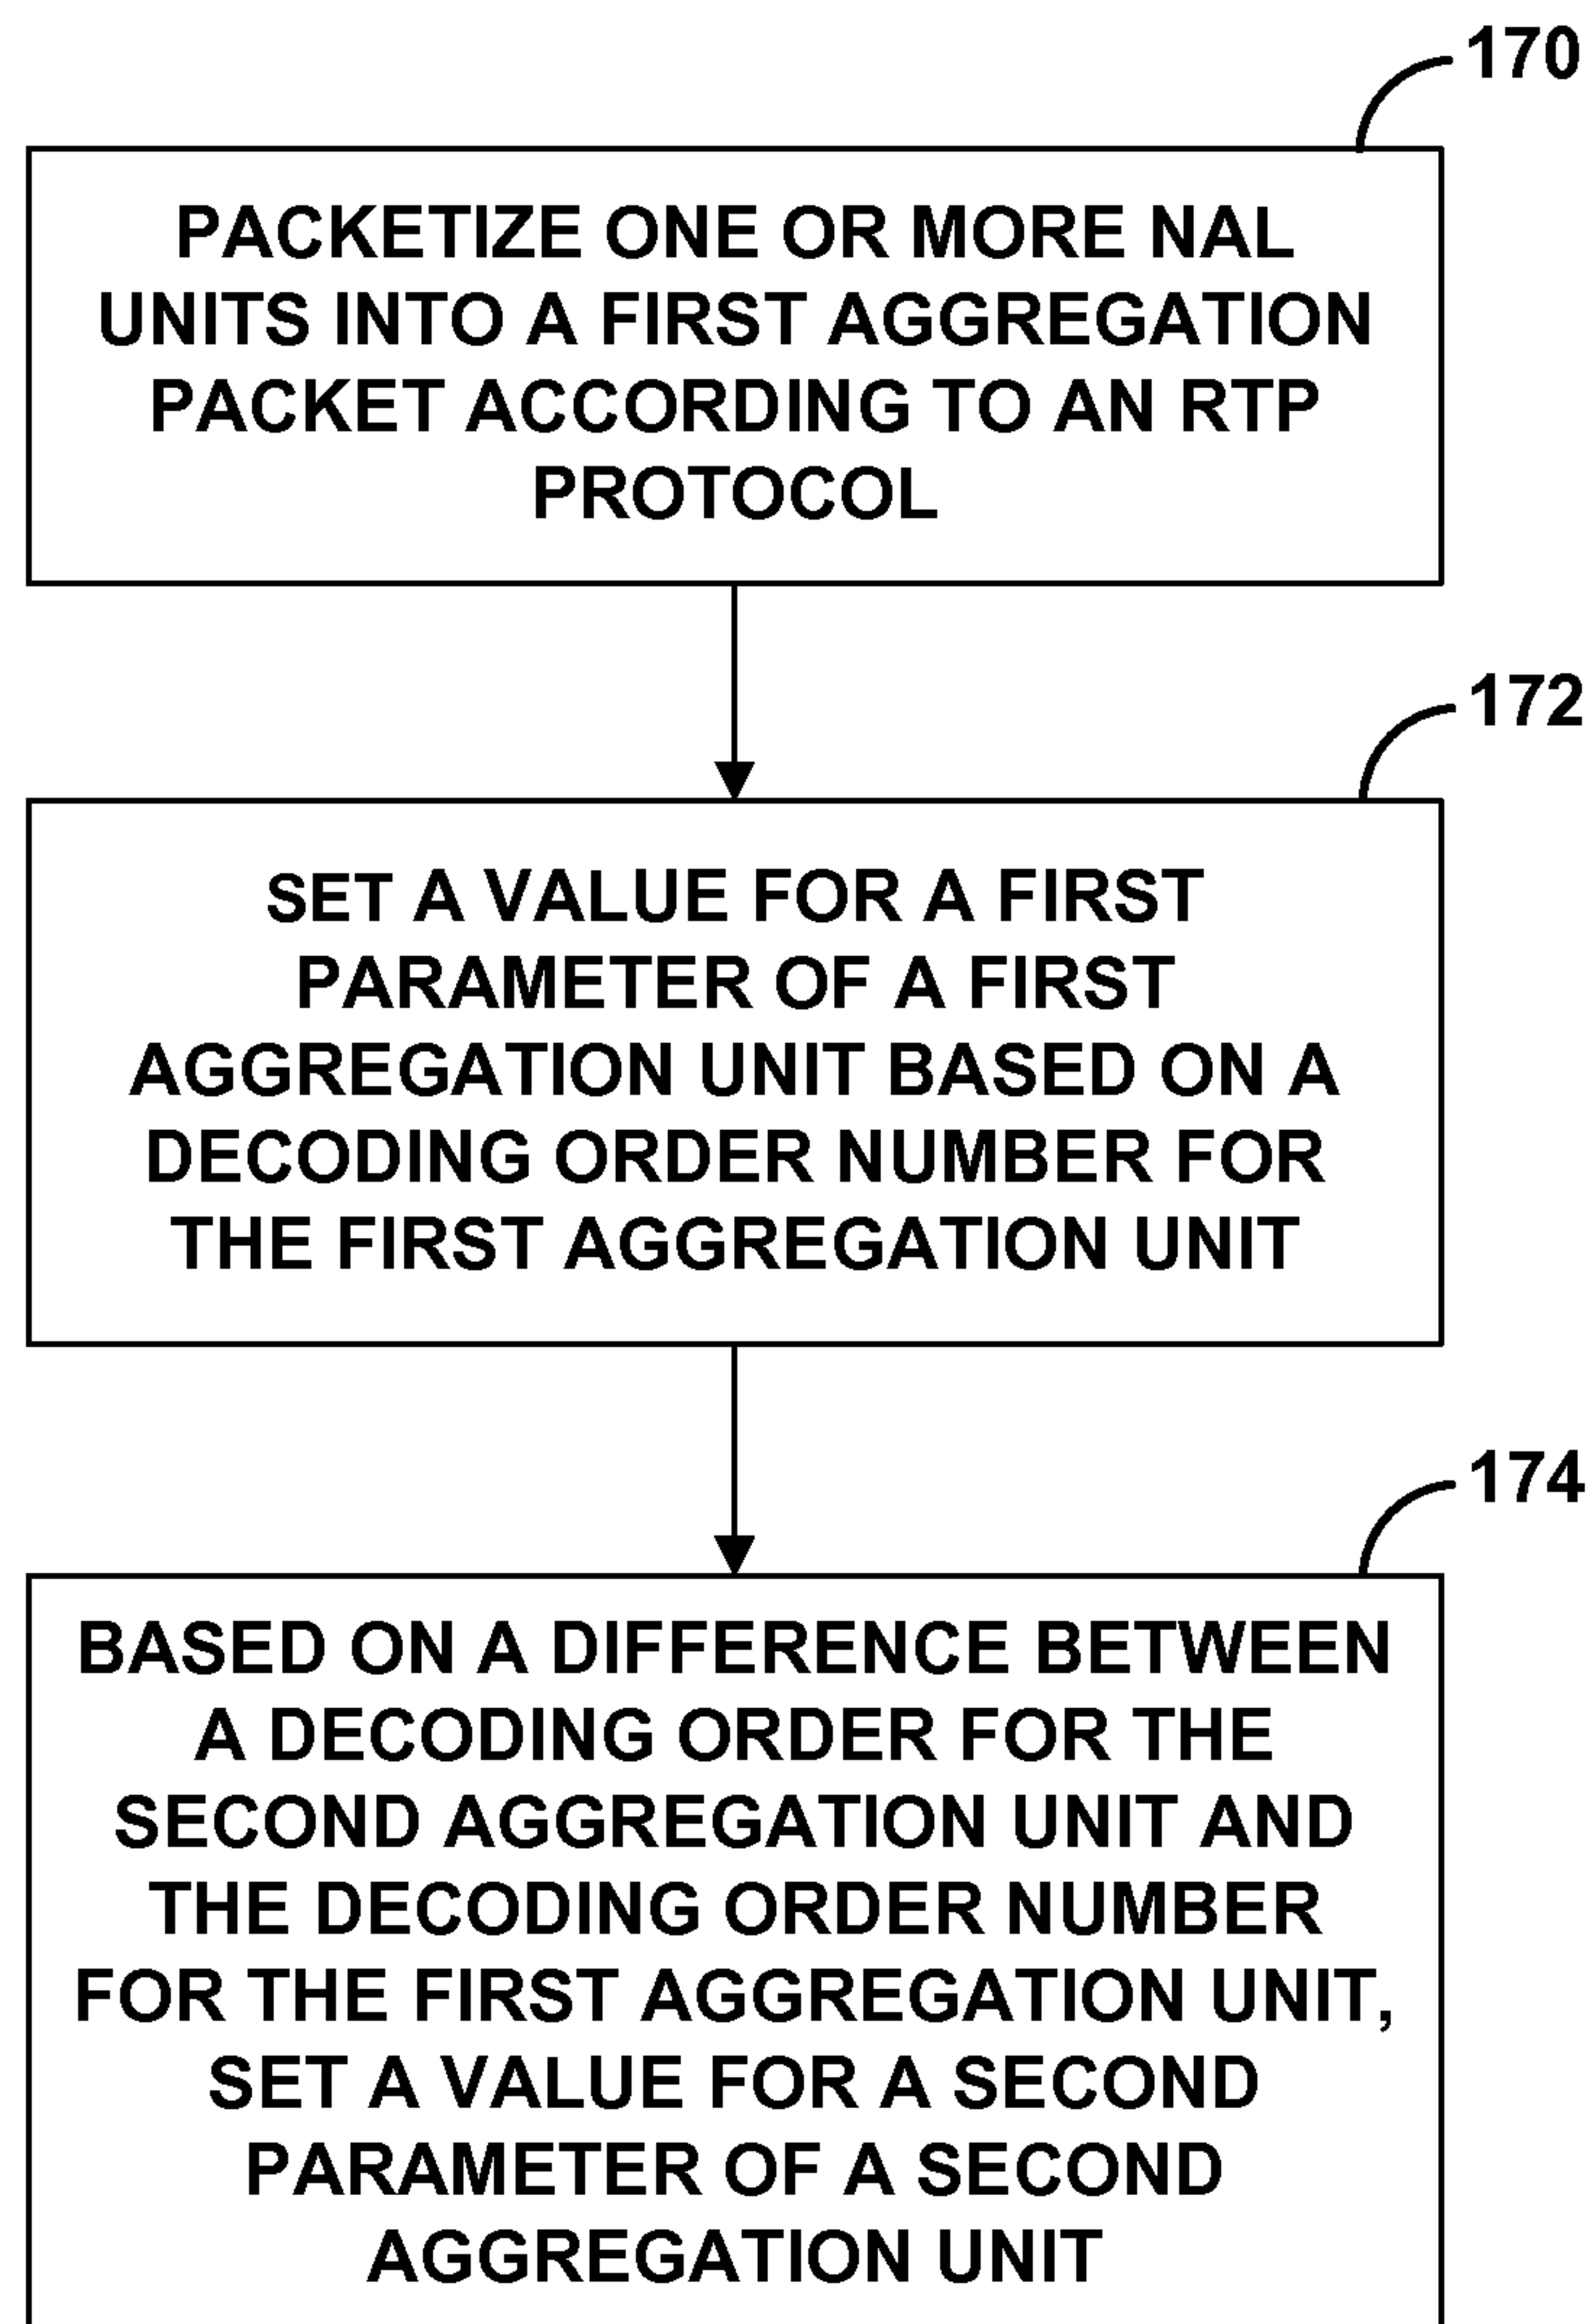 170
PACKETIZE ONE OR MORE NAL
UNITS INTO A FIRST AGGREGATION
PACKET ACCORDING TO AN RTP
PROTOCOL
172
SET A VALUE FOR A FIRST
PARAMETER OF A FIRST
AGGREGATION UNIT BASED ON A
DECODING ORDER NUMBER FOR
THE FIRST AGGREGATION UNIT
174
BASED ON A DIFFERENCE BETWEEN
A DECODING ORDER FOR THE
SECOND AGGREGATION UNIT AND
THE DECODING ORDER NUMBER
FOR THE FIRST AGGREGATION UNIT,
SET A VALUE FOR A SECOND
PARAMETER OF A SECOND
AGGREGATION UNIT